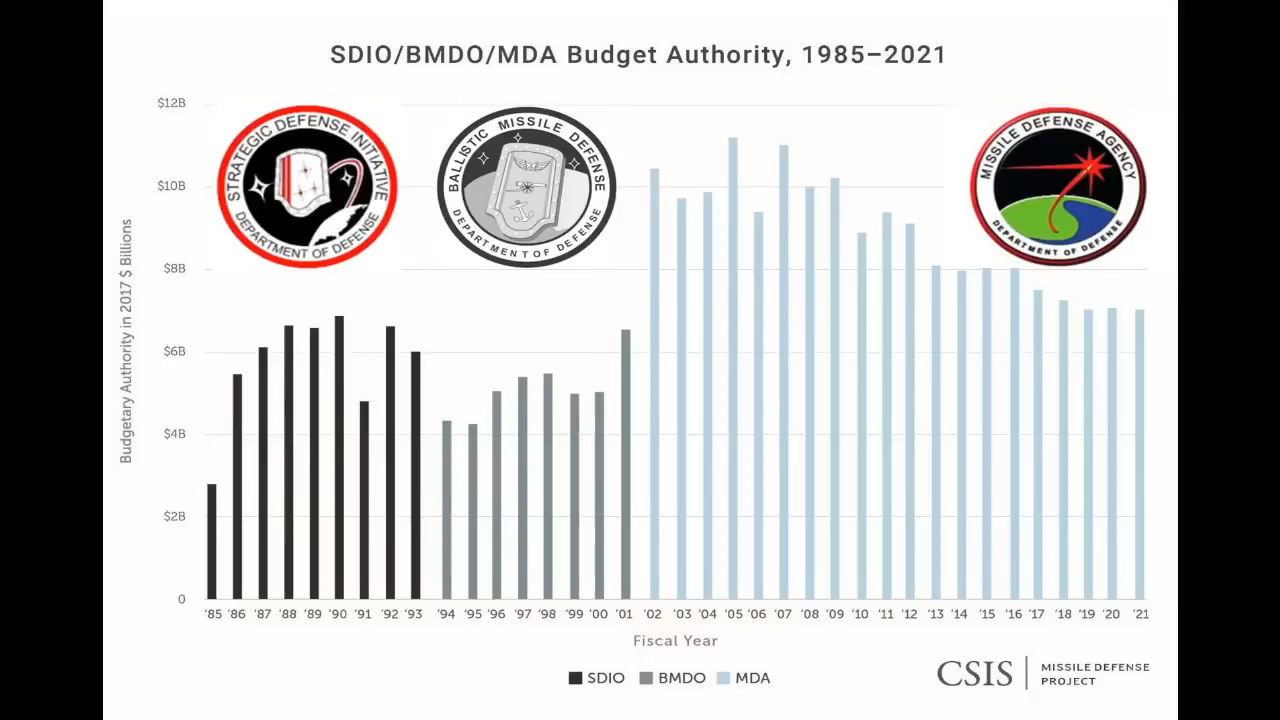 SDIO/BMDO/MDA Budget Authority, 1985–2021
Budgetary Authority in 2017 $ Billions
$12B
$10B
$8B
$6B
$4B
$2B
0
STRATEGIC DEFENSE INITIATIVE
DEPARTMENT OF DEFENSE
BALLISTIC MISSILE DEFENSE
DEPARTMENT OF DEFENSE
MISSILE DEFENSE AGENCY
DEPARTMENT OF DEFENSE
'85 '86 '87 '88 '89 '90 '91 '92 '93 '94 '95 '96 '97 '98 '99 '00 '01 '02 '03 '04 '05 '06 '07 '08 '09 '10 '11 '12 '13 '14 '15 '16 '17 '18 '19 '20 '21
Fiscal Year
SDIO BMDO MDA
CSIS
MISSILE DEFENSE
PROJECT